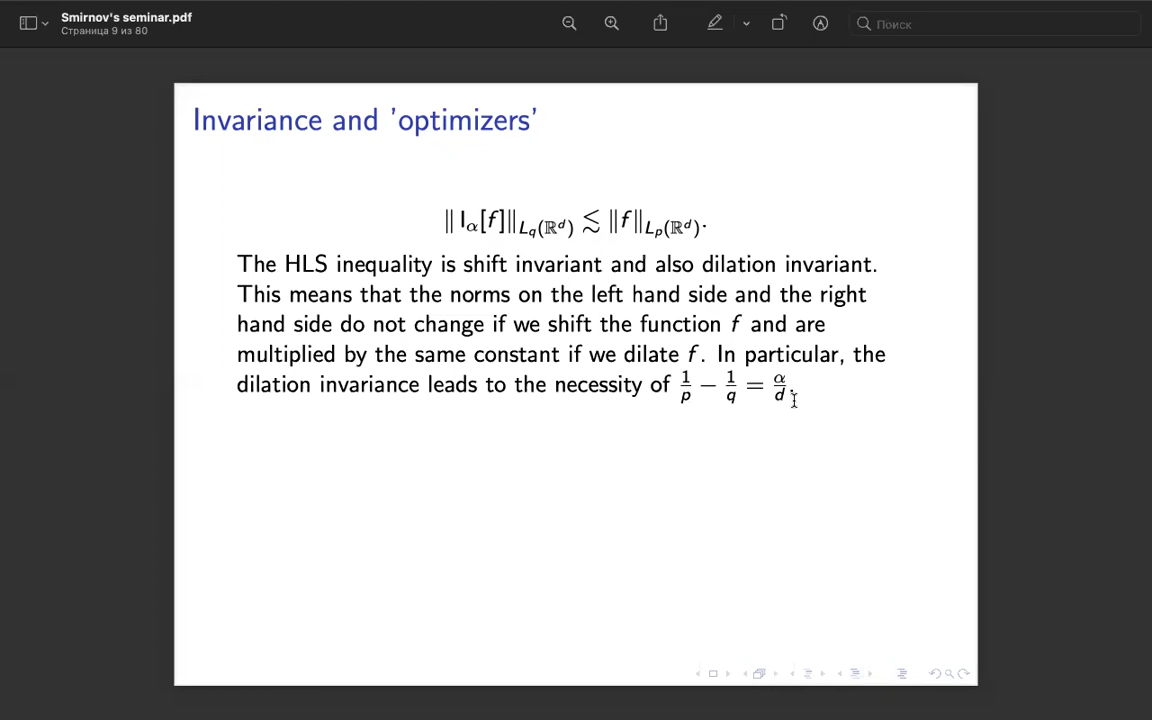 Smirnov's seminar.pdf
Страница 9 из 80
Поиск
Invariance and 'optimizers'
‖ I_α[f]‖_{L_q(ℝ^d)} ≲ ‖f‖_{L_p(ℝ^d)}.
The HLS inequality is shift invariant and also dilation invariant.
This means that the norms on the left hand side and the right
hand side do not change if we shift the function f and are
multiplied by the same constant if we dilate f. In particular, the
dilation invariance leads to the necessity of 1/p − 1/q = α/d.